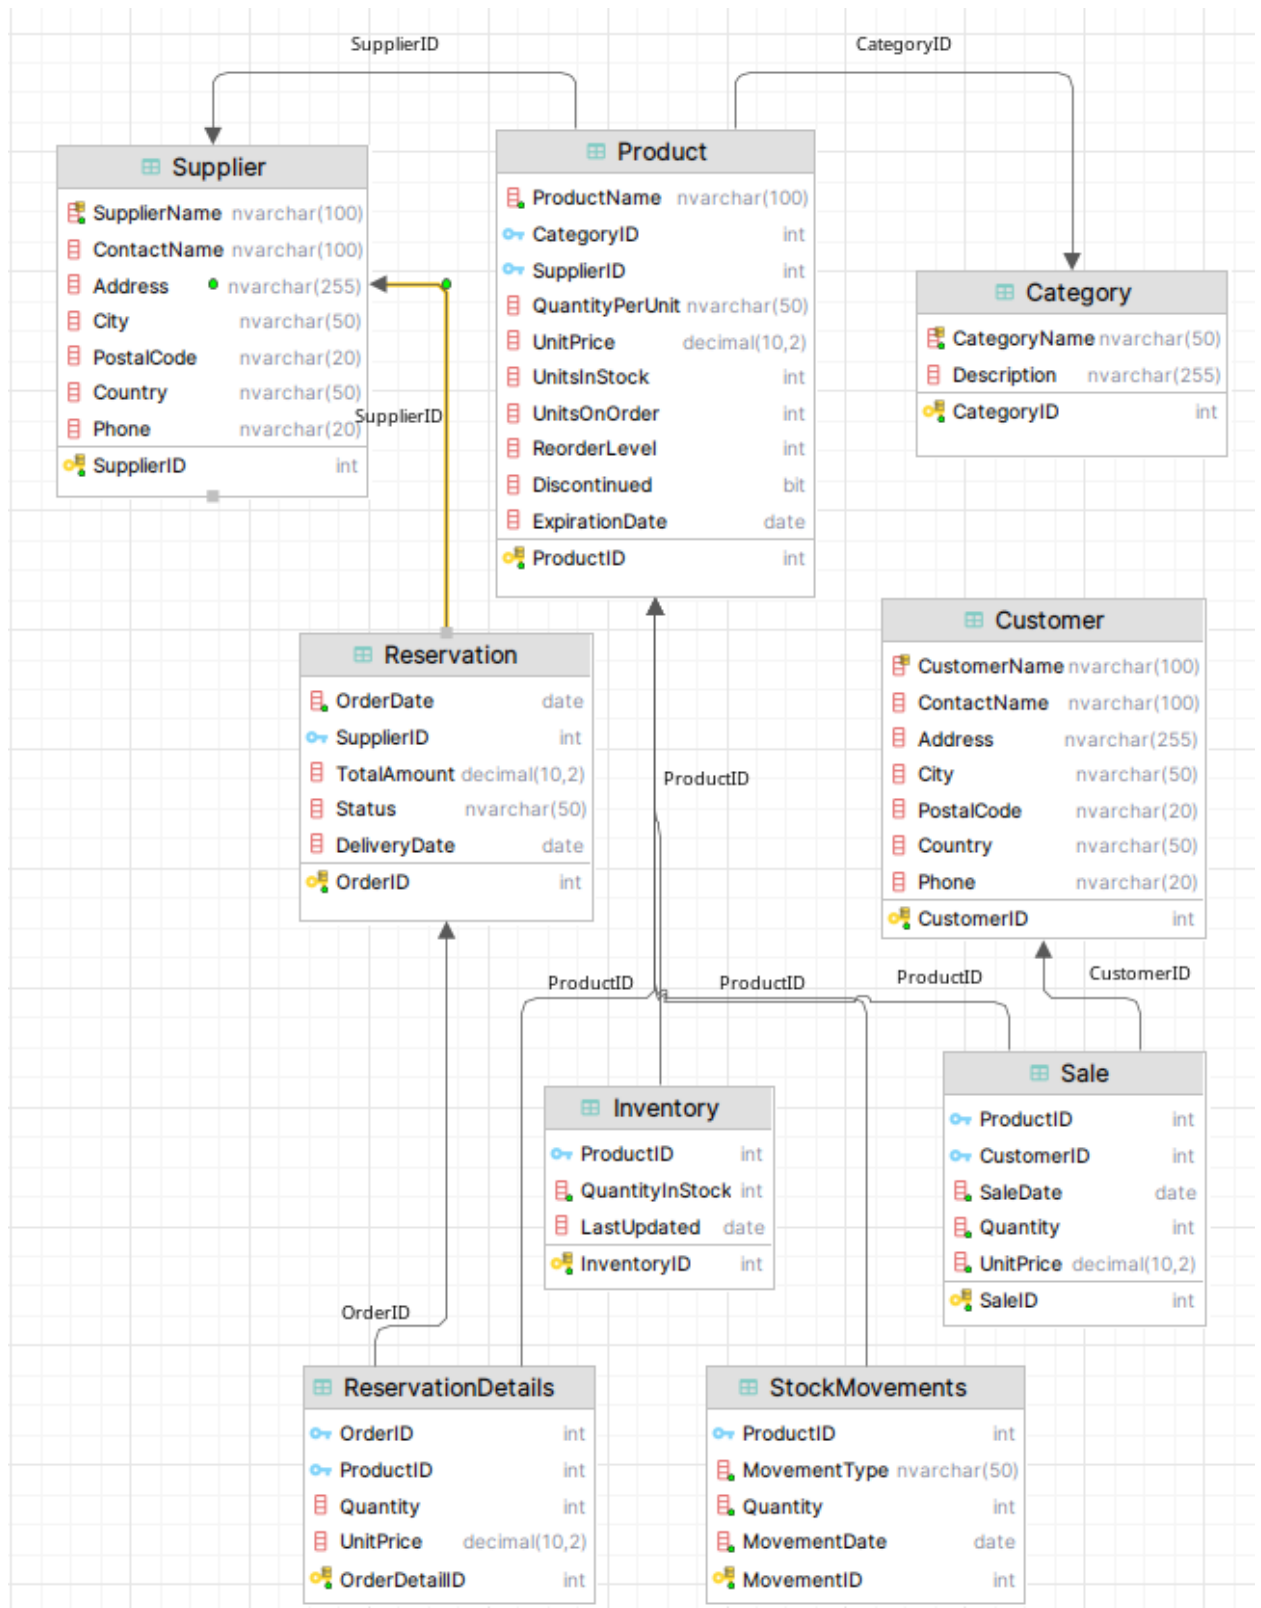 SupplierID
CategoryID
Supplier
SupplierName nvarchar(100)
ContactName nvarchar(100)
Address nvarchar(255)
City nvarchar(50)
PostalCode nvarchar(20)
Country nvarchar(50)
Phone nvarchar(20)
SupplierID int
SupplierID
Product
ProductName nvarchar(100)
CategoryID int
SupplierID int
QuantityPerUnit nvarchar(50)
UnitPrice decimal(10,2)
UnitsInStock int
UnitsOnOrder int
ReorderLevel int
Discontinued bit
ExpirationDate date
ProductID int
Category
CategoryName nvarchar(50)
Description nvarchar(255)
CategoryID int
Reservation
OrderDate date
SupplierID int
TotalAmount decimal(10,2)
Status nvarchar(50)
DeliveryDate date
OrderID int
ProductID
Customer
CustomerName nvarchar(100)
ContactName nvarchar(100)
Address nvarchar(255)
City nvarchar(50)
PostalCode nvarchar(20)
Country nvarchar(50)
Phone nvarchar(20)
CustomerID int
ProductID
ProductID
ProductID
CustomerID
Inventory
ProductID int
QuantityInStock int
LastUpdated date
InventoryID int
Sale
ProductID int
CustomerID int
SaleDate date
Quantity int
UnitPrice decimal(10,2)
SaleID int
OrderID
ReservationDetails
OrderID int
ProductID int
Quantity int
UnitPrice decimal(10,2)
OrderDetailID int
StockMovements
ProductID int
MovementType nvarchar(50)
Quantity int
MovementDate date
MovementID int